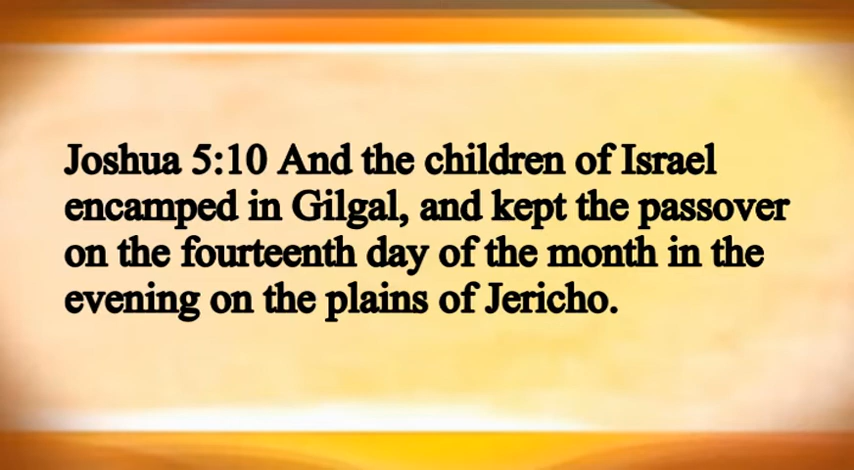 Joshua 5:10 And the children of Israel
encamped in Gilgal, and kept the passover
on the fourteenth day of the month in the
evening on the plains of Jericho.